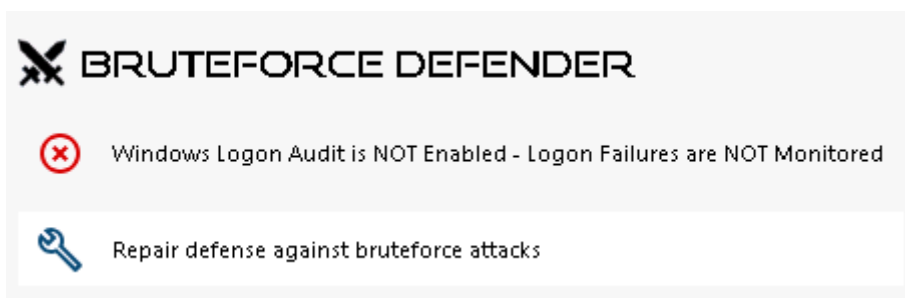 BRUTEFORCE DEFENDER
Windows Logon Audit is NOT Enabled - Logon Failures are NOT Monitored
Repair defense against bruteforce attacks